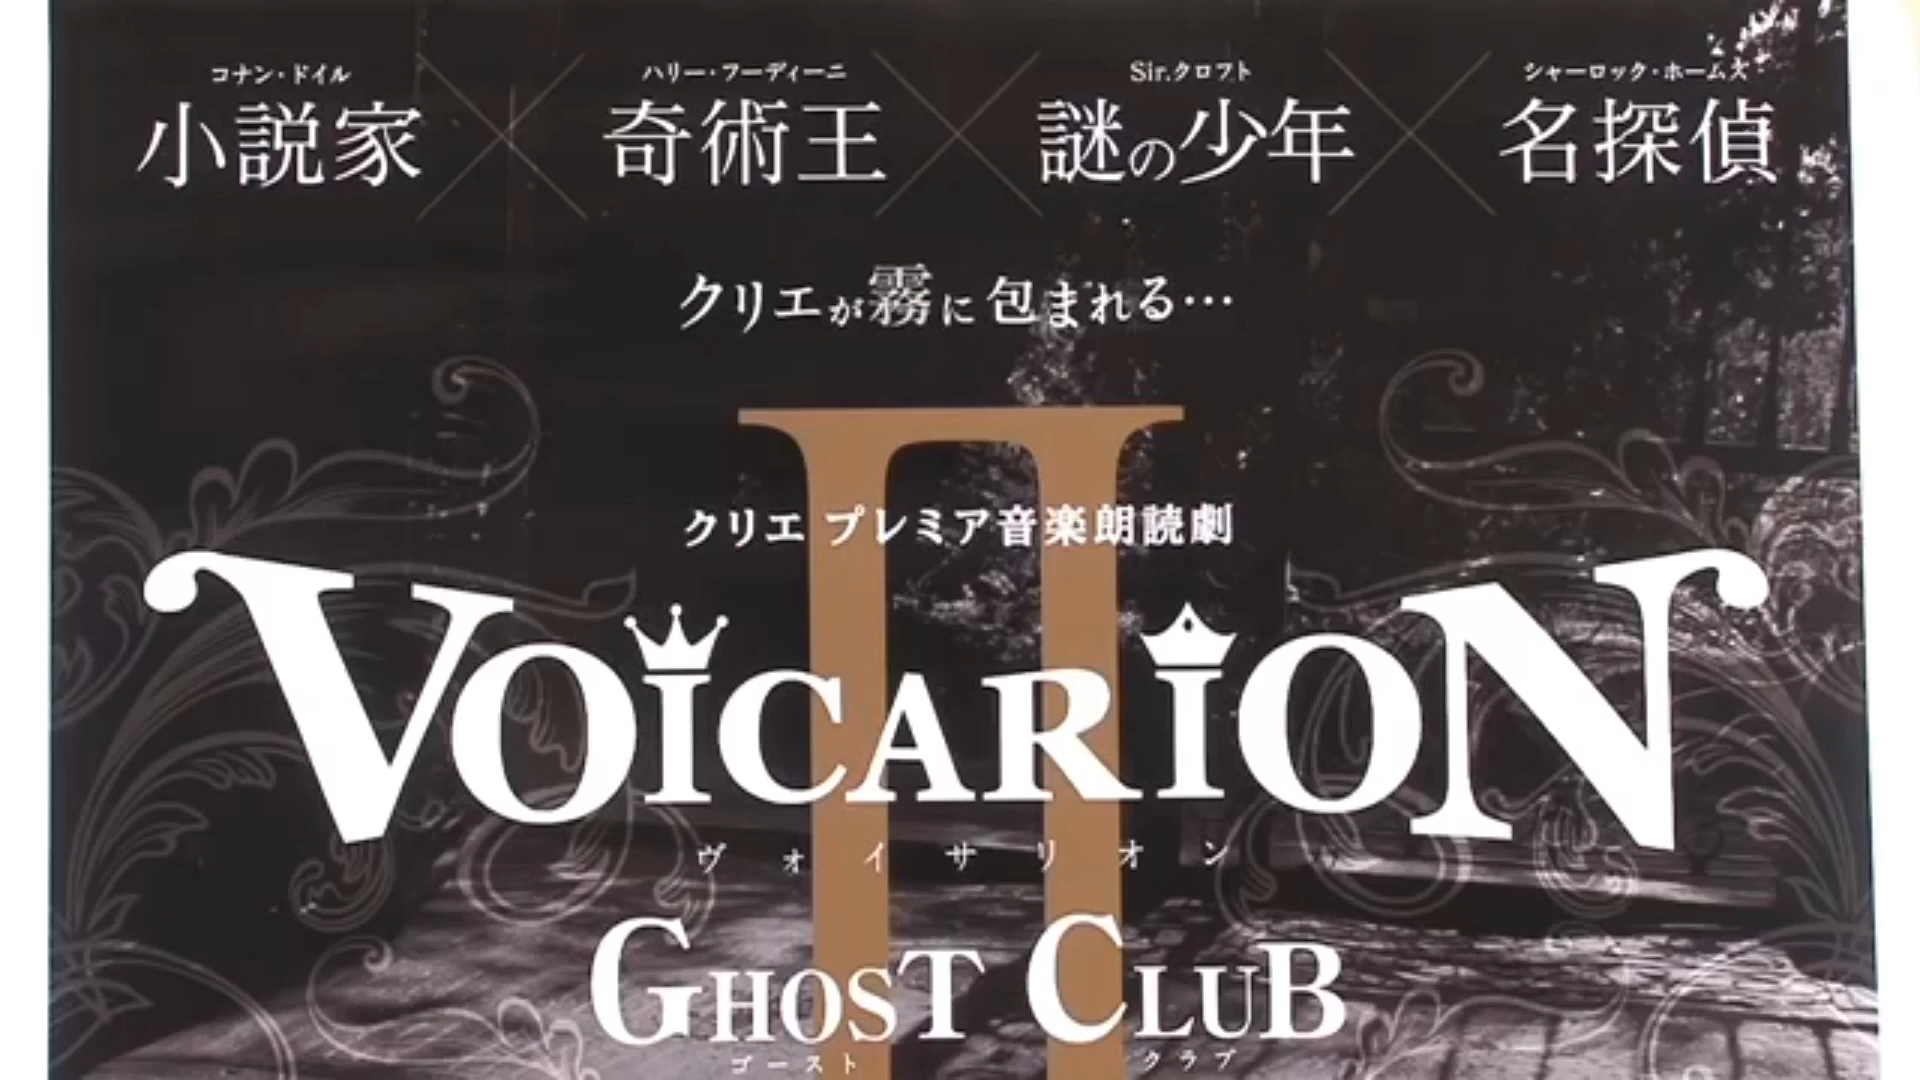 コナン・ドイル ハリー・フーディーニ Sir.クロフト シャーロック・ホームズ
小説家 × 奇術王 × 謎の少年 × 名探偵
クリエが霧に包まれる…
II
クリエ プレミア音楽朗読劇
VOICARION
ヴォイサリオン
GHOST CLUB
ゴースト クラブ